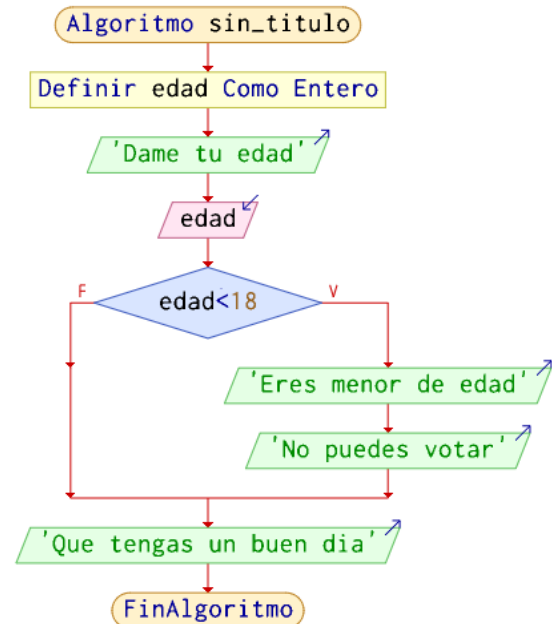 Algoritmo sin_titulo
Definir edad Como Entero
'Dame tu edad'
edad
F
edad<18
V
'Eres menor de edad'
'No puedes votar'
'Que tengas un buen dia'
FinAlgoritmo